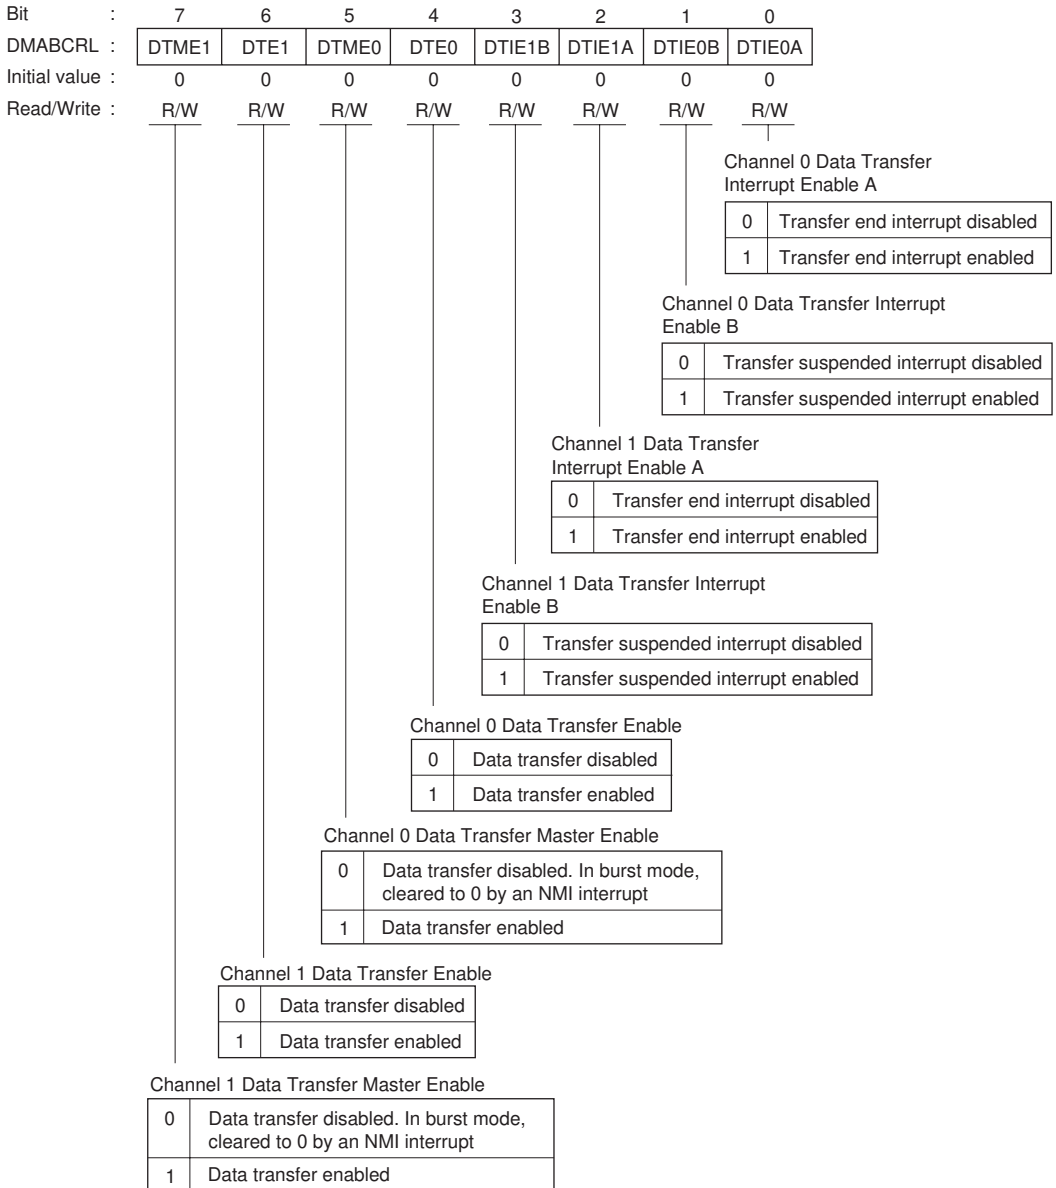 Bit : 7 6 5 4 3 2 1 0
DMABCRL : DTME1 DTE1 DTME0 DTE0 DTIE1B DTIE1A DTIE0B DTIE0A
Initial value : 0 0 0 0 0 0 0 0
Read/Write : R/W R/W R/W R/W R/W R/W R/W R/W
Channel 0 Data Transfer
Interrupt Enable A
0 Transfer end interrupt disabled
1 Transfer end interrupt enabled
Channel 0 Data Transfer Interrupt
Enable B
0 Transfer suspended interrupt disabled
1 Transfer suspended interrupt enabled
Channel 1 Data Transfer
Interrupt Enable A
0 Transfer end interrupt disabled
1 Transfer end interrupt enabled
Channel 1 Data Transfer Interrupt
Enable B
0 Transfer suspended interrupt disabled
1 Transfer suspended interrupt enabled
Channel 0 Data Transfer Enable
0 Data transfer disabled
1 Data transfer enabled
Channel 0 Data Transfer Master Enable
0 Data transfer disabled. In burst mode,
cleared to 0 by an NMI interrupt
1 Data transfer enabled
Channel 1 Data Transfer Enable
0 Data transfer disabled
1 Data transfer enabled
Channel 1 Data Transfer Master Enable
0 Data transfer disabled. In burst mode,
cleared to 0 by an NMI interrupt
1 Data transfer enabled